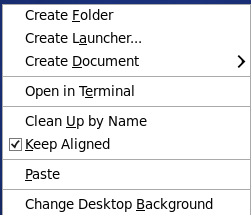 Create Folder
Create Launcher...
Create Document
Open in Terminal
Clean Up by Name
Keep Aligned
Paste
Change Desktop Background